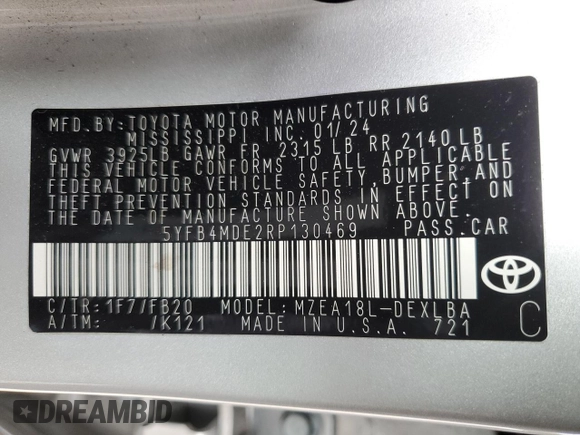 MFD.BY:TOYOTA MOTOR MANUFACTURING
MISSISSIPPI INC.01/24
GVWR 3925LB GAWR FR 2315 LB RR 2140LB
THIS VEHICLE CONFORMS TO ALL APPLICABLE
FEDERAL MOTOR VEHICLE SAFETY,BUMPER,AND
THEFT PREVENTION STANDARDS IN EFFECT ON
THE DATE OF MANUFACTURE SHOWN ABOVE.
5YFB4MDE2RP130469 PASS.CAR
C/TR:1F7/FB20 MODEL:MZEA18L-DEXLBA
A/TM: /K121 MADE IN U.S.A. 721
C
DREAMBID